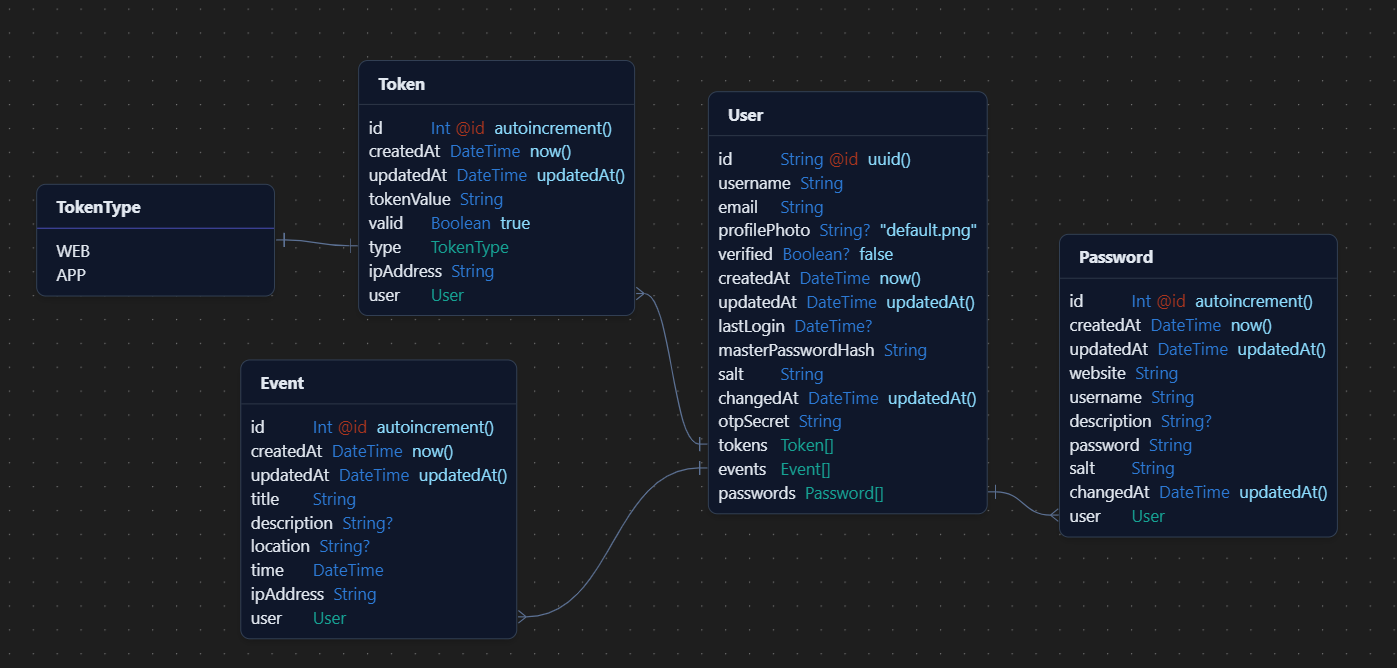 Token
id Int @id autoincrement()
createdAt DateTime now()
updatedAt DateTime updatedAt()
tokenValue String
valid Boolean true
type TokenType
ipAddress String
user User
TokenType
WEB
APP
Event
id Int @id autoincrement()
createdAt DateTime now()
updatedAt DateTime updatedAt()
title String
description String?
location String?
time DateTime
ipAddress String
user User
User
id String @id uuid()
username String
email String
profilePhoto String? "default.png"
verified Boolean? false
createdAt DateTime now()
updatedAt DateTime updatedAt()
lastLogin DateTime?
masterPasswordHash String
salt String
changedAt DateTime updatedAt()
otpSecret String
tokens Token[]
events Event[]
passwords Password[]
Password
id Int @id autoincrement()
createdAt DateTime now()
updatedAt DateTime updatedAt()
website String
username String
description String?
password String
salt String
changedAt DateTime updatedAt()
user User